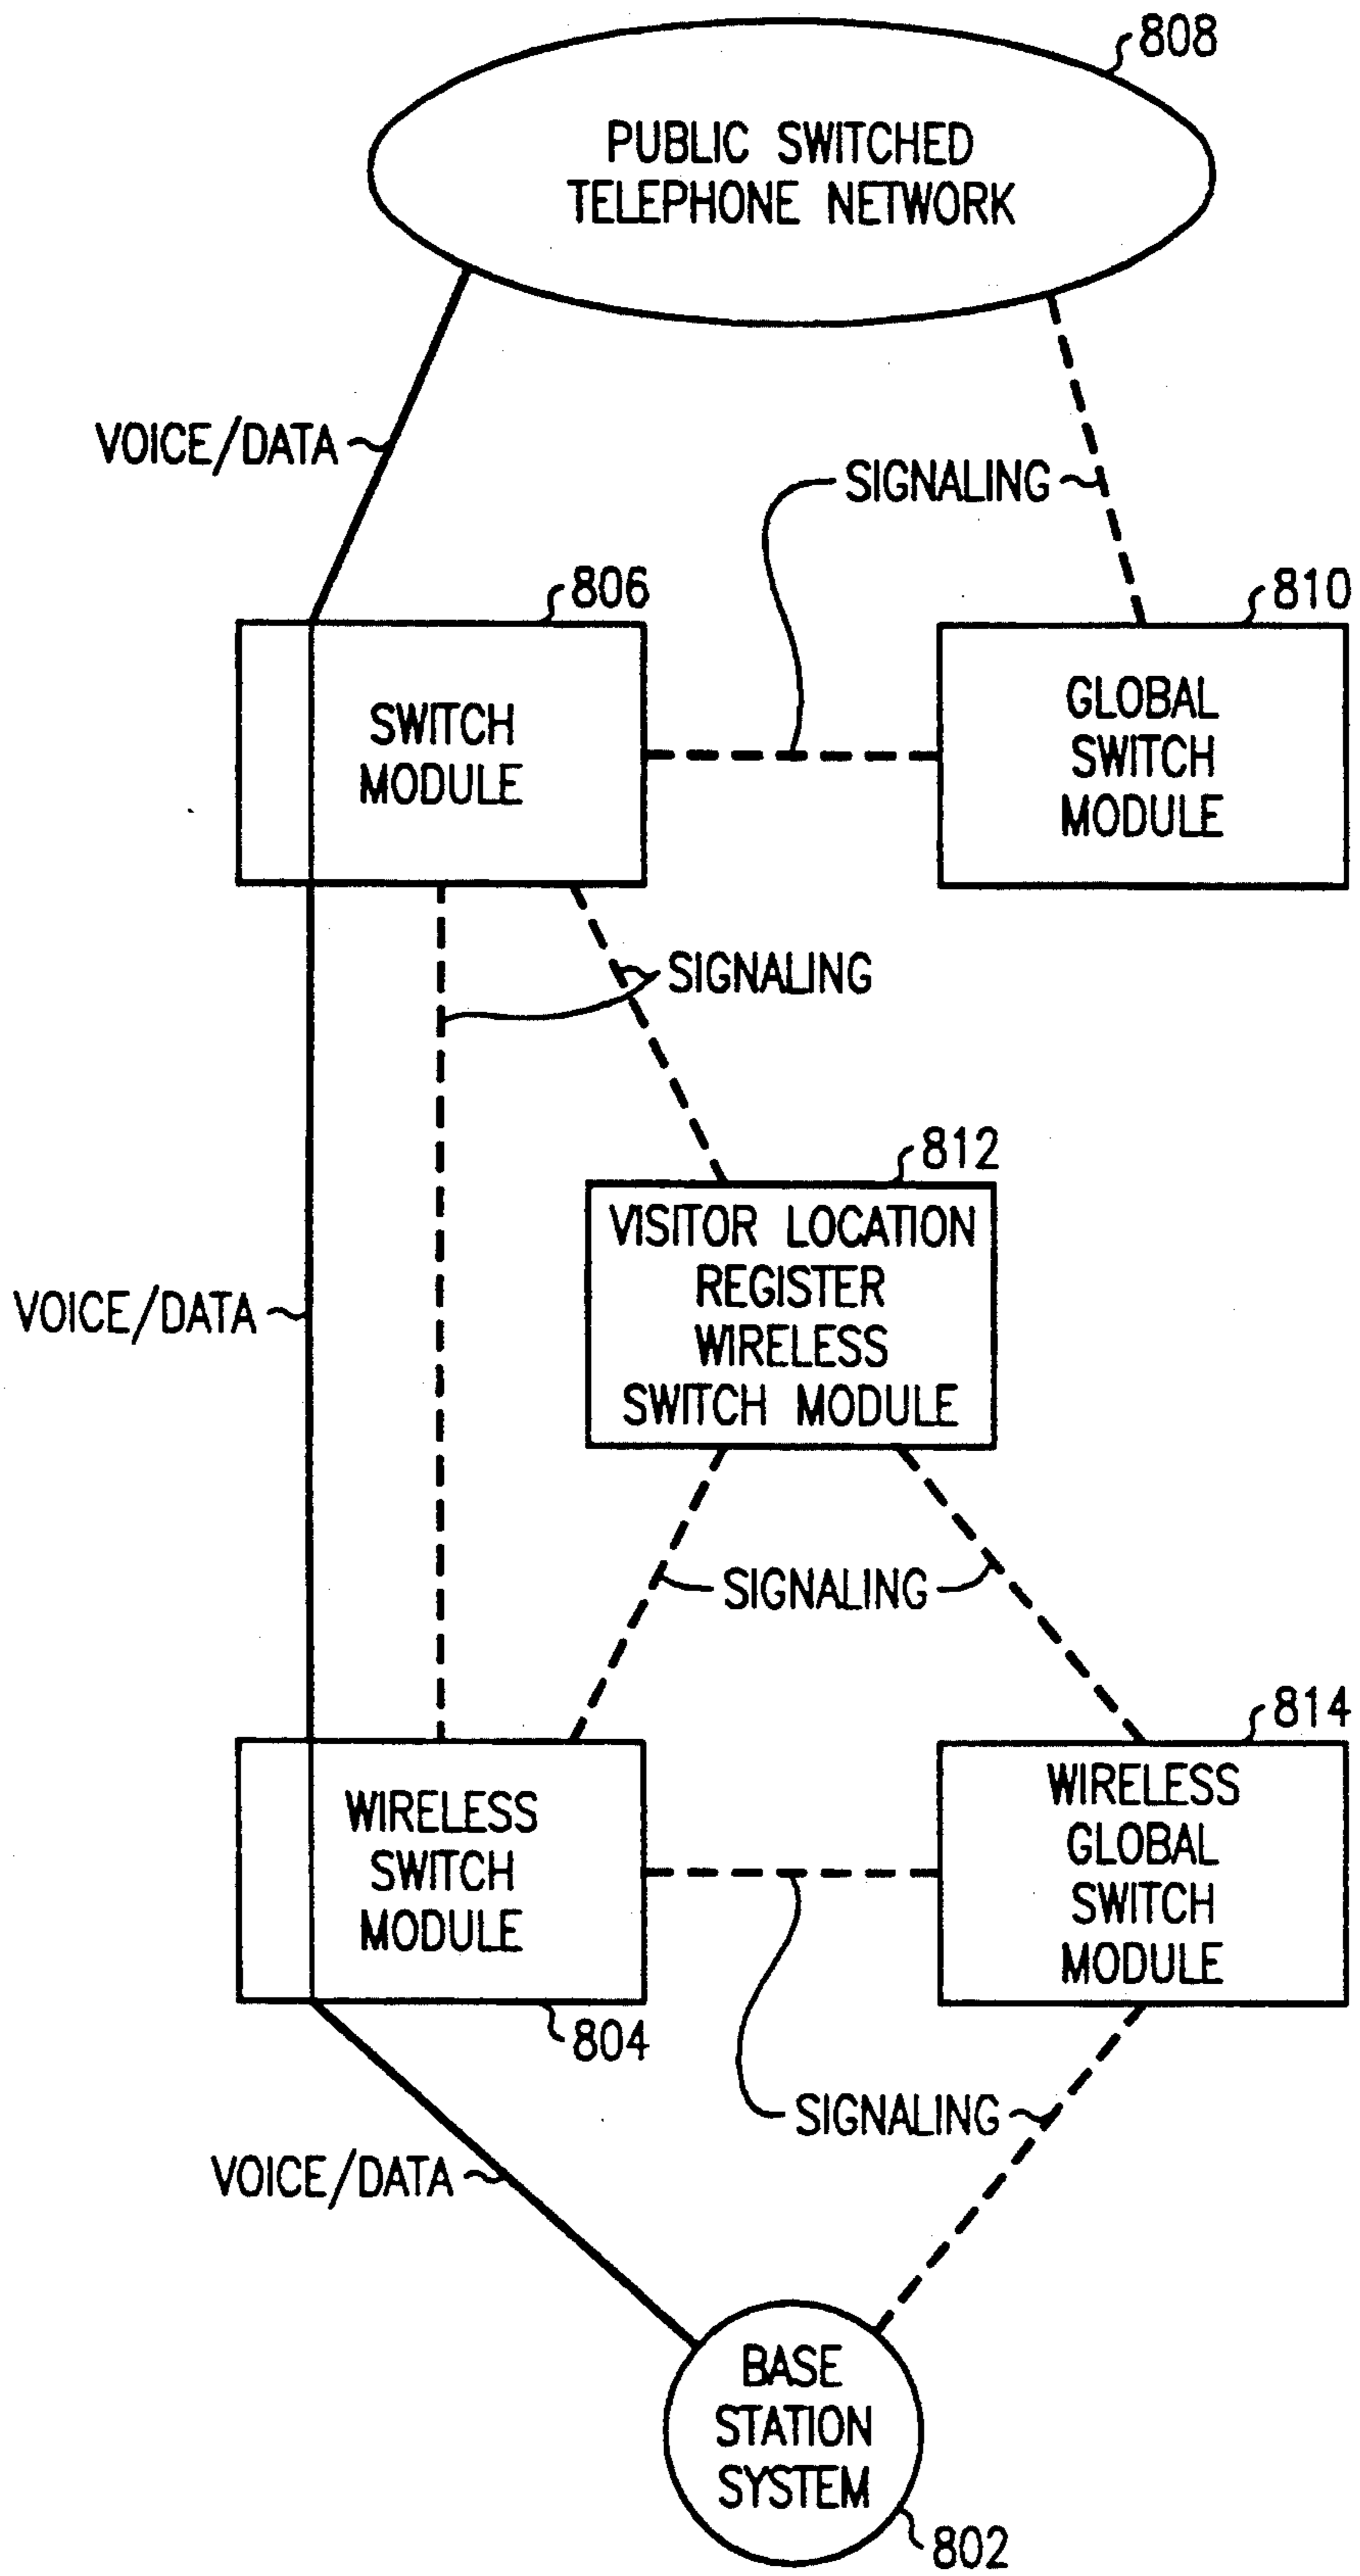 808
PUBLIC SWITCHED
TELEPHONE NETWORK
VOICE/DATA
SIGNALING
806
810
SWITCH
MODULE
GLOBAL
SWITCH
MODULE
SIGNALING
812
VISITOR LOCATION
REGISTER
WIRELESS
SWITCH MODULE
VOICE/DATA
SIGNALING
814
WIRELESS
SWITCH
MODULE
WIRELESS
GLOBAL
SWITCH
MODULE
804
SIGNALING
VOICE/DATA
BASE
STATION
SYSTEM
802